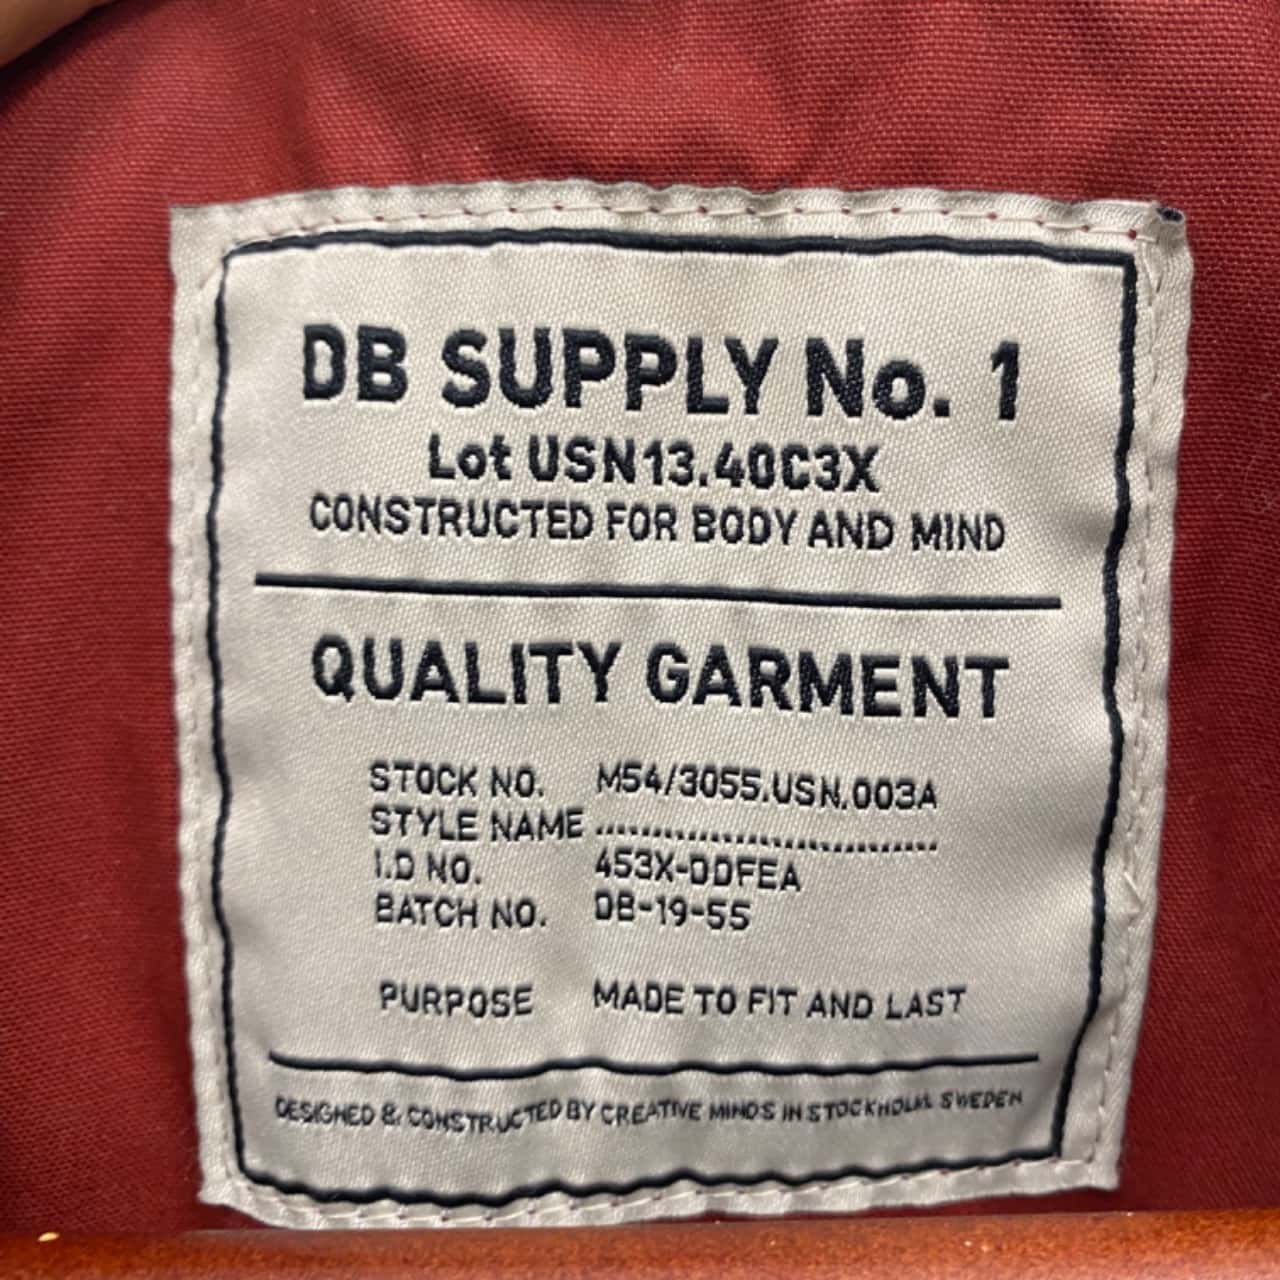 DB SUPPLY No. 1
Lot USN13.40C3X
CONSTRUCTED FOR BODY AND MIND
QUALITY GARMENT
STOCK NO. M54/3055.USN.003A
STYLE NAME ..............................
I.D NO. 453X-DDFEA
BATCH NO. DB-19-55
PURPOSE MADE TO FIT AND LAST
DESIGNED & CONSTRUCTED BY CREATIVE MINDS IN STOCKHOLM SWEDEN